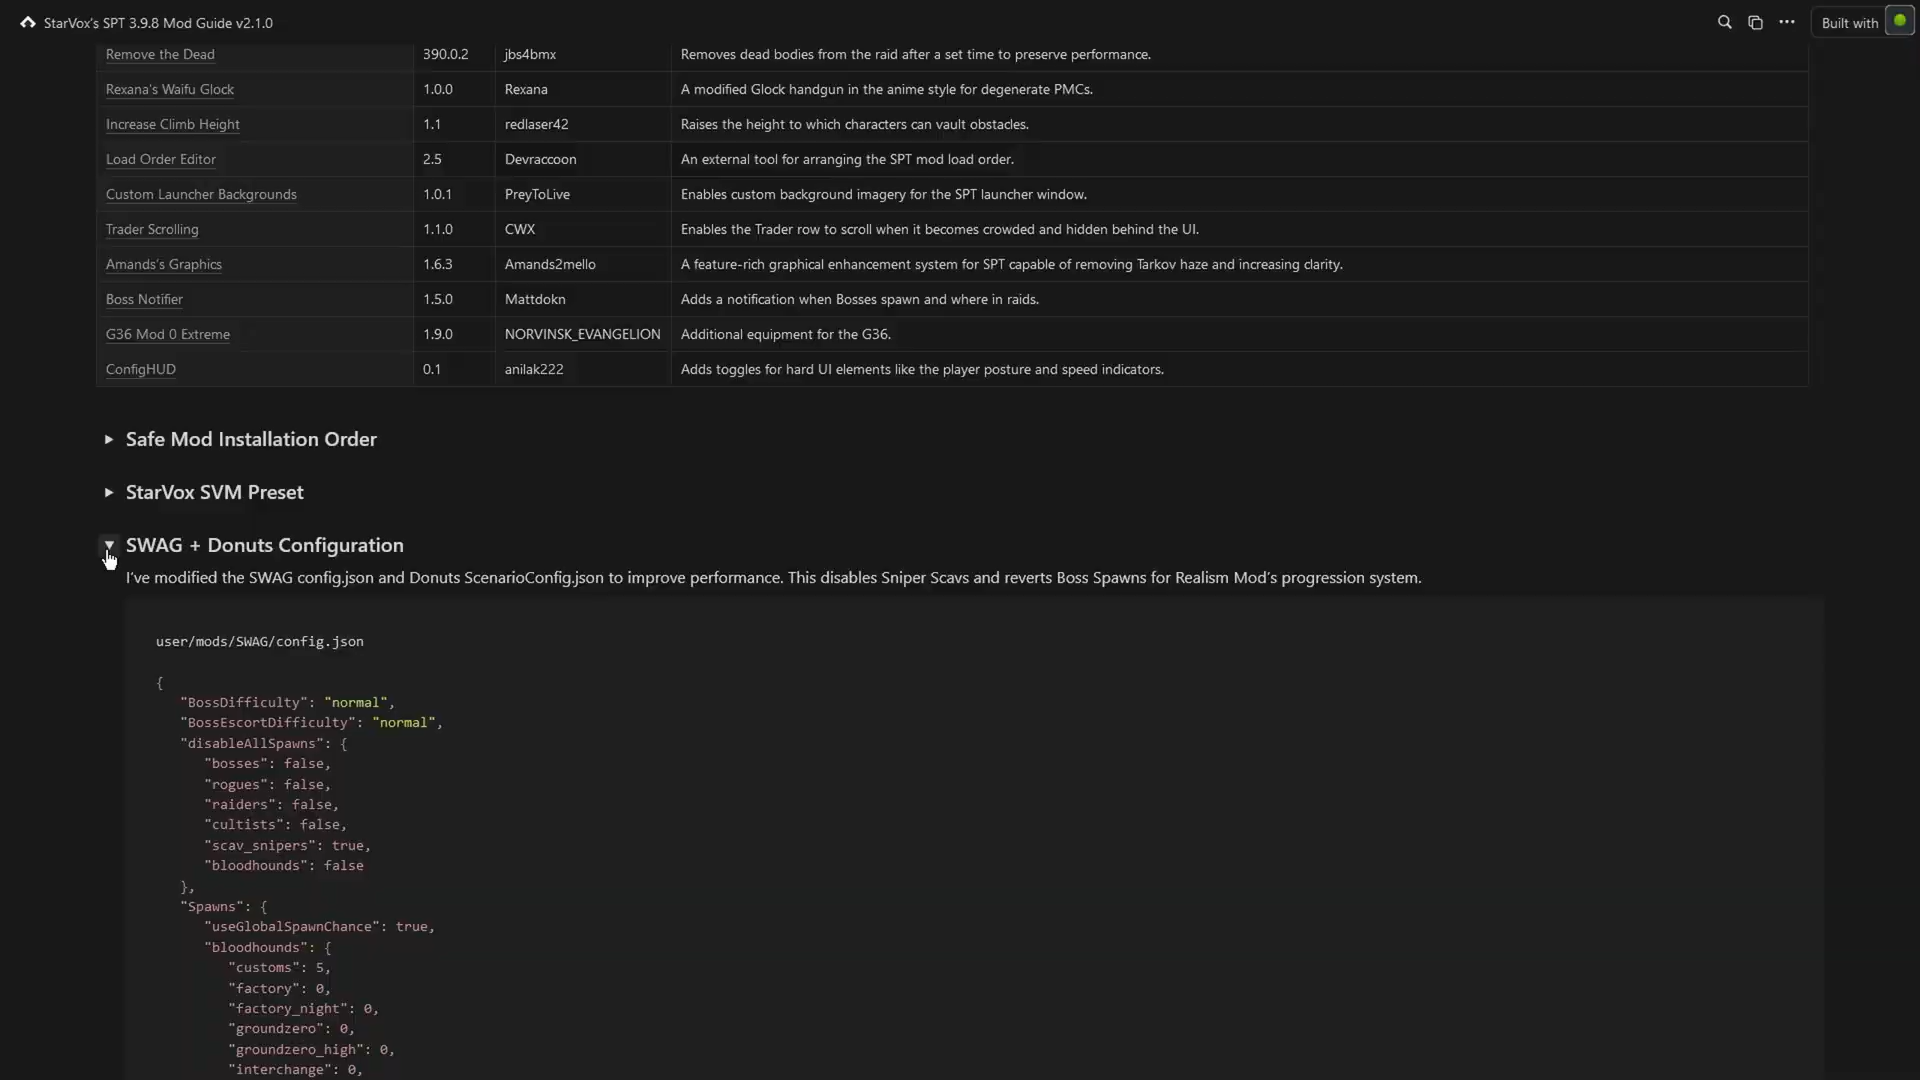 StarVox's SPT 3.9.8 Mod Guide v2.1.0
Built with
Remove the Dead 390.0.2 jbs4bmx Removes dead bodies from the raid after a set time to preserve performance.
Rexana's Waifu Glock 1.0.0 Rexana A modified Glock handgun in the anime style for degenerate PMCs.
Increase Climb Height 1.1 redlaser42 Raises the height to which characters can vault obstacles.
Load Order Editor 2.5 Devraccoon An external tool for arranging the SPT mod load order.
Custom Launcher Backgrounds 1.0.1 PreyToLive Enables custom background imagery for the SPT launcher window.
Trader Scrolling 1.1.0 CWX Enables the Trader row to scroll when it becomes crowded and hidden behind the UI.
Amands's Graphics 1.6.3 Amands2mello A feature-rich graphical enhancement system for SPT capable of removing Tarkov haze and increasing clarity.
Boss Notifier 1.5.0 Mattdokn Adds a notification when Bosses spawn and where in raids.
G36 Mod 0 Extreme 1.9.0 NORVINSK_EVANGELION Additional equipment for the G36.
ConfigHUD 0.1 anilak222 Adds toggles for hard UI elements like the player posture and speed indicators.
Safe Mod Installation Order
StarVox SVM Preset
SWAG + Donuts Configuration
I've modified the SWAG config.json and Donuts ScenarioConfig.json to improve performance. This disables Sniper Scavs and reverts Boss Spawns for Realism Mod's progression system.
user/mods/SWAG/config.json
{
"BossDifficulty": "normal",
"BossEscortDifficulty": "normal",
"disableAllSpawns": {
"bosses": false,
"rogues": false,
"raiders": false,
"cultists": false,
"scav_snipers": true,
"bloodhounds": false
},
"Spawns": {
"useGlobalSpawnChance": true,
"bloodhounds": {
"customs": 5,
"factory": 0,
"factory_night": 0,
"groundzero": 0,
"groundzero_high": 0,
"interchange": 0,